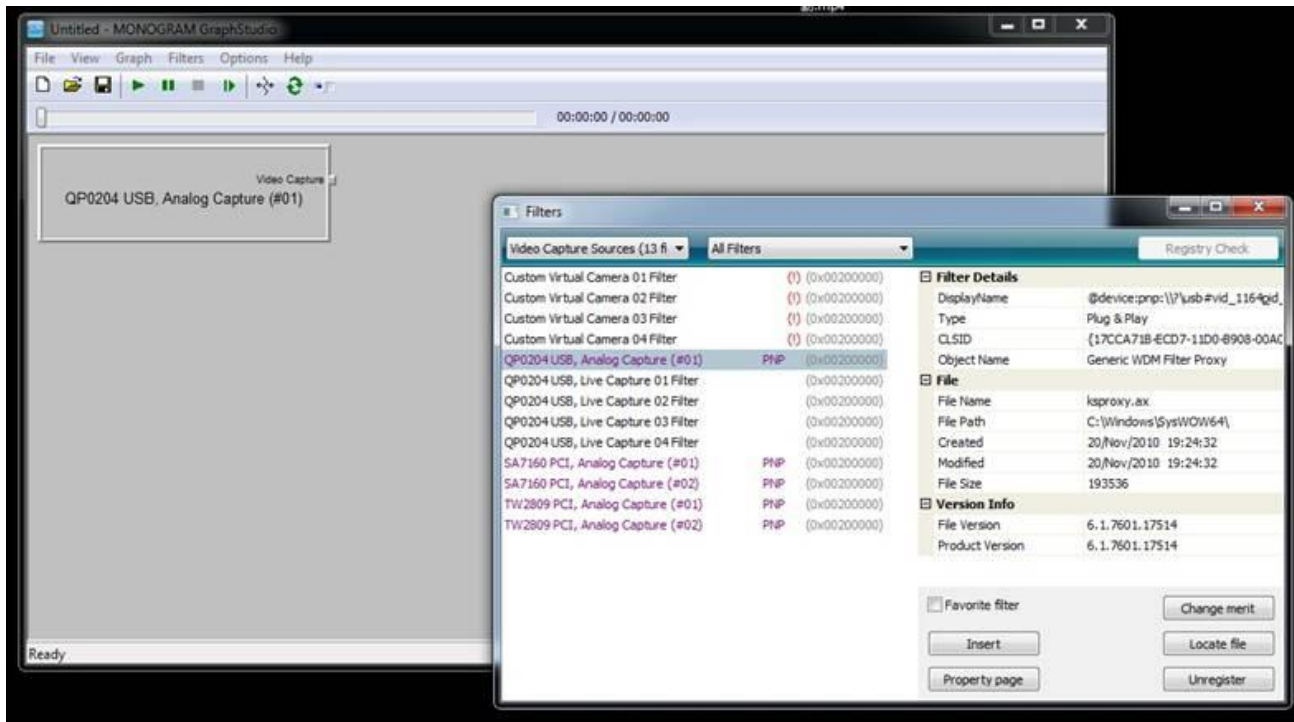 Untitled - MONOGRAM GraphStudio
File View Graph Filters Options Help
00:00:00 / 00:00:00
Video Capture
QP0204 USB, Analog Capture (#01)
Ready
Filters
Video Capture Sources (13 fi All Filters Registry Check
Custom Virtual Camera 01 Filter (!) (0x00200000)
Custom Virtual Camera 02 Filter (!) (0x00200000)
Custom Virtual Camera 03 Filter (!) (0x00200000)
Custom Virtual Camera 04 Filter (!) (0x00200000)
QP0204 USB, Analog Capture (#01) PNP (0x00200000)
QP0204 USB, Live Capture 01 Filter (0x00200000)
QP0204 USB, Live Capture 02 Filter (0x00200000)
QP0204 USB, Live Capture 03 Filter (0x00200000)
QP0204 USB, Live Capture 04 Filter (0x00200000)
SA7160 PCI, Analog Capture (#01) PNP (0x00200000)
SA7160 PCI, Analog Capture (#02) PNP (0x00200000)
TW2809 PCI, Analog Capture (#01) PNP (0x00200000)
TW2809 PCI, Analog Capture (#02) PNP (0x00200000)
Filter Details
DisplayName @device:pnp:\\?\usb#vid_1164&pid_
Type Plug & Play
CLSID {17CCA71B-ECD7-11D0-B908-00AC
Object Name Generic WDM Filter Proxy
File
File Name ksproxy.ax
File Path C:\Windows\SysWOW64\
Created 20/Nov/2010 19:24:32
Modified 20/Nov/2010 19:24:32
File Size 193536
Version Info
File Version 6.1.7601.17514
Product Version 6.1.7601.17514
Favorite filter Change merit
Insert Locate file
Property page Unregister